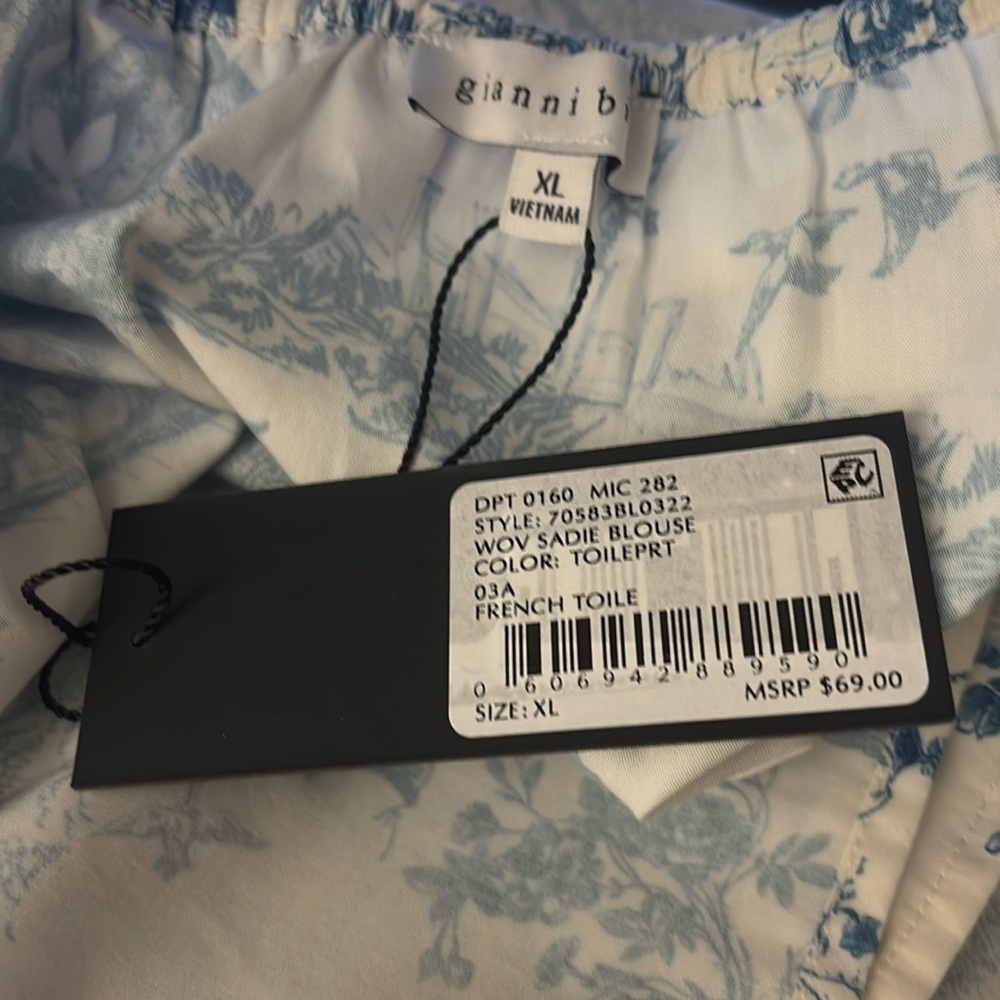 gianni b
XL
VIETNAM
DPT 0160 MIC 282
STYLE: 70583BL0322
WOV SADIE BLOUSE
COLOR: TOILEPRT
03A
FRENCH TOILE
0 606942 889590
SIZE: XL
MSRP $69.00